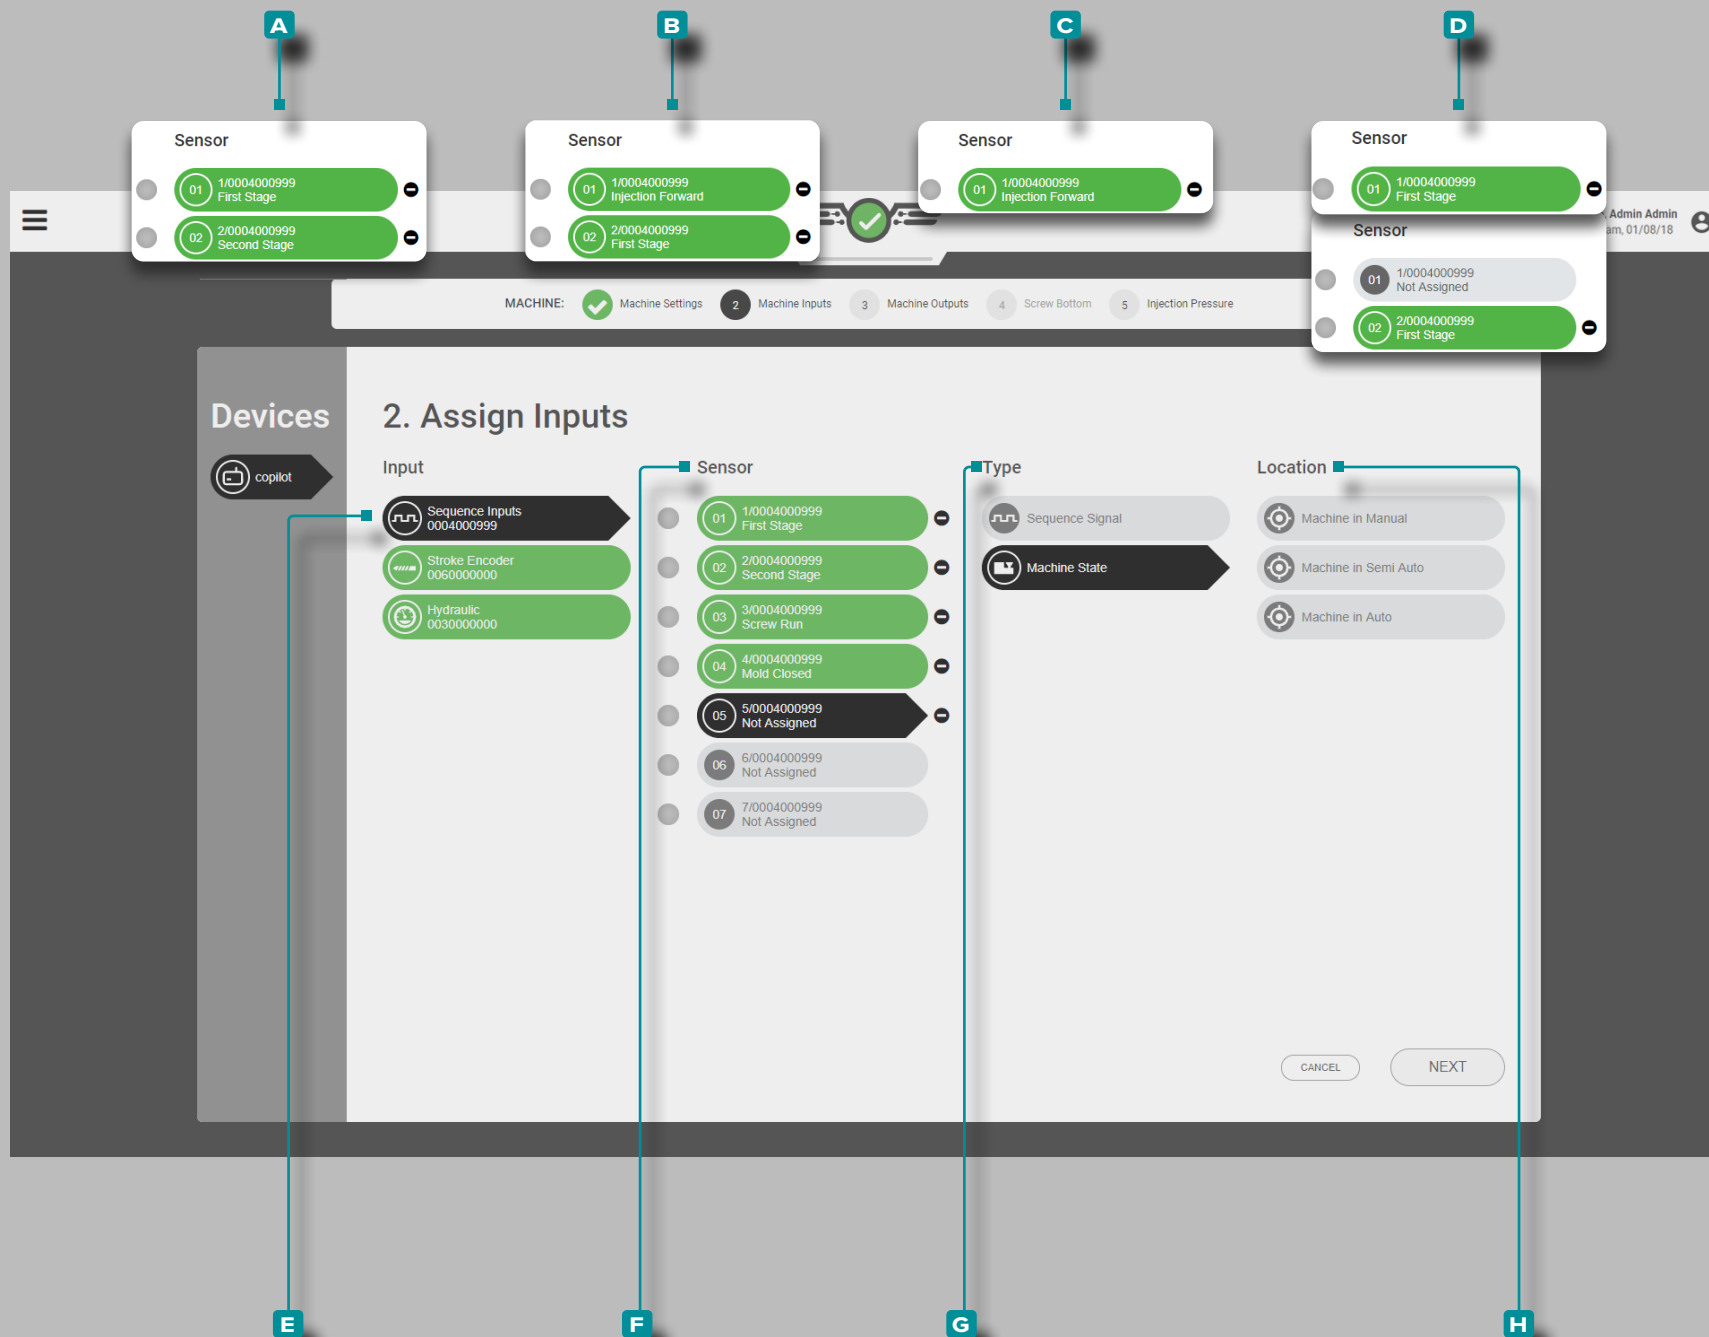 A
B
C
D
Sensor
01
1/0004000999
First Stage
02
2/0004000999
Second Stage
Sensor
01
1/0004000999
Injection Forward
02
2/0004000999
First Stage
Sensor
01
1/0004000999
Injection Forward
Sensor
01
1/0004000999
First Stage
Sensor
01
1/0004000999
Not Assigned
02
2/0004000999
First Stage
Admin Admin
am, 01/08/18
MACHINE:
Machine Settings
2
Machine Inputs
3
Machine Outputs
4
Screw Bottom
5
Injection Pressure
Devices
copilot
2. Assign Inputs
Input
Sequence Inputs
0004000999
Stroke Encoder
0060000000
Hydraulic
0030000000
Sensor
01
1/0004000999
First Stage
02
2/0004000999
Second Stage
03
3/0004000999
Screw Run
04
4/0004000999
Mold Closed
05
5/0004000999
Not Assigned
06
6/0004000999
Not Assigned
07
7/0004000999
Not Assigned
Type
Sequence Signal
Machine State
Location
Machine in Manual
Machine in Semi Auto
Machine in Auto
CANCEL
NEXT
E
F
G
H